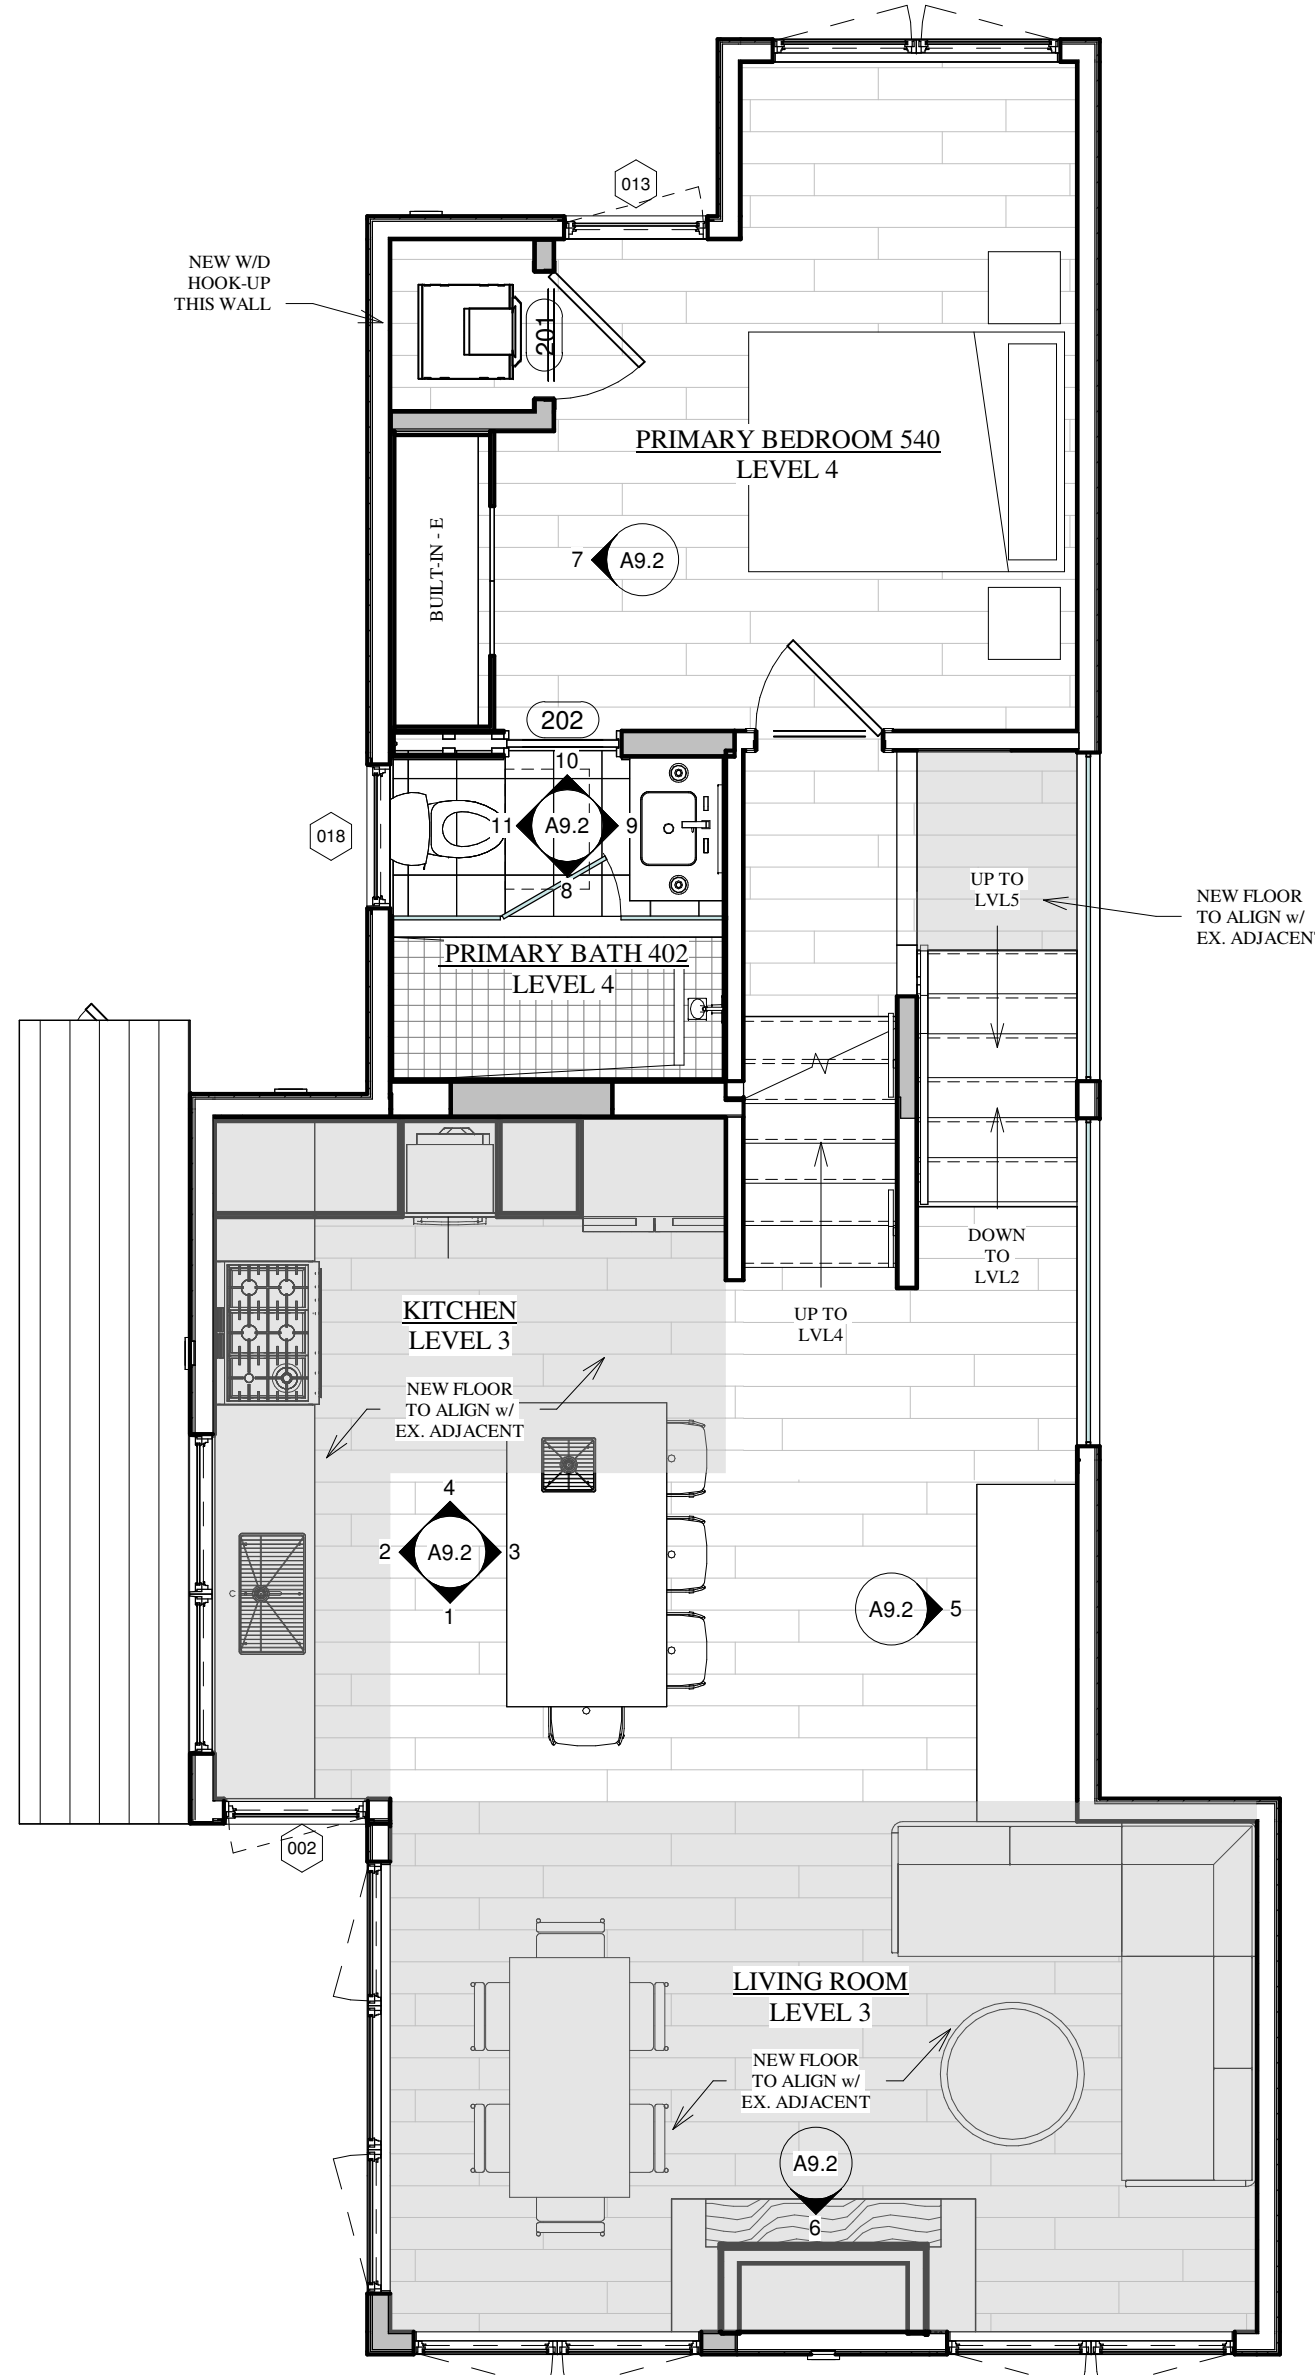 013
NEW W/D
HOOK-UP
THIS WALL
201
PRIMARY BEDROOM 540
LEVEL 4
BUILT-IN - E
7 A9.2
202
10
11 A9.2 9
8
018
UP TO
LVL5
NEW FLOOR
TO ALIGN w/
EX. ADJACENT
PRIMARY BATH 402
LEVEL 4
DOWN
TO
LVL2
UP TO
LVL4
KITCHEN
LEVEL 3
NEW FLOOR
TO ALIGN w/
EX. ADJACENT
4
2 A9.2 3
1
C
A9.2 5
002
LIVING ROOM
LEVEL 3
NEW FLOOR
TO ALIGN w/
EX. ADJACENT
A9.2
6